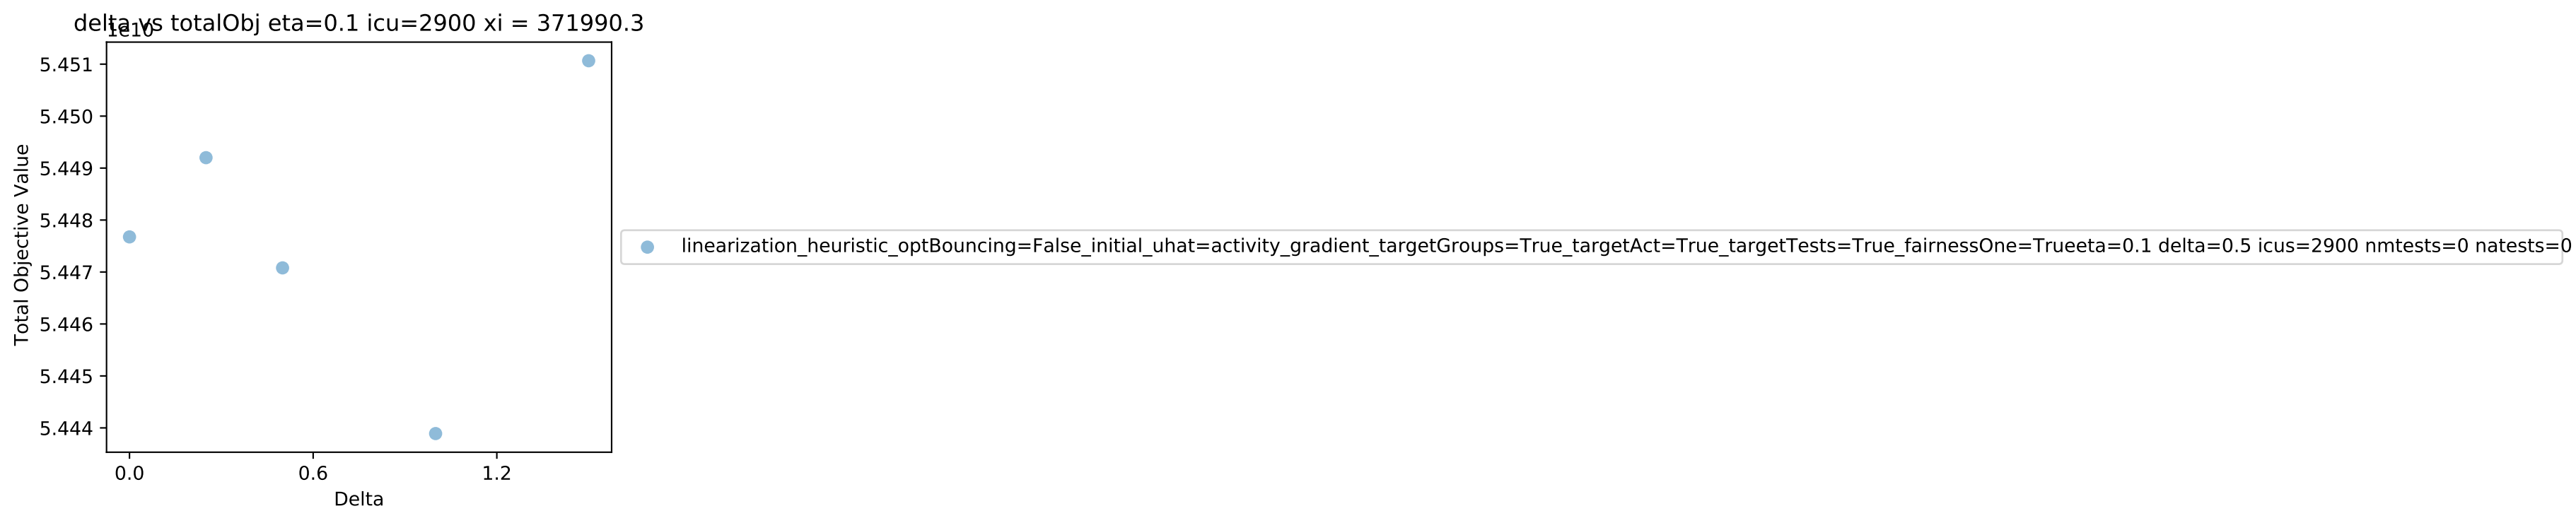 delta vs totalObj eta=0.1 icu=2900 xi = 371990.3
1e10
5.451
5.450
5.449
5.448
5.447
5.446
5.445
5.444
Total Objective Value
0.0 0.6 1.2
Delta
linearization_heuristic_optBouncing=False_initial_uhat=activity_gradient_targetGroups=True_targetAct=True_targetTests=True_fairnessOne=Trueeta=0.1 delta=0.5 icus=2900 nmtests=0 natests=0